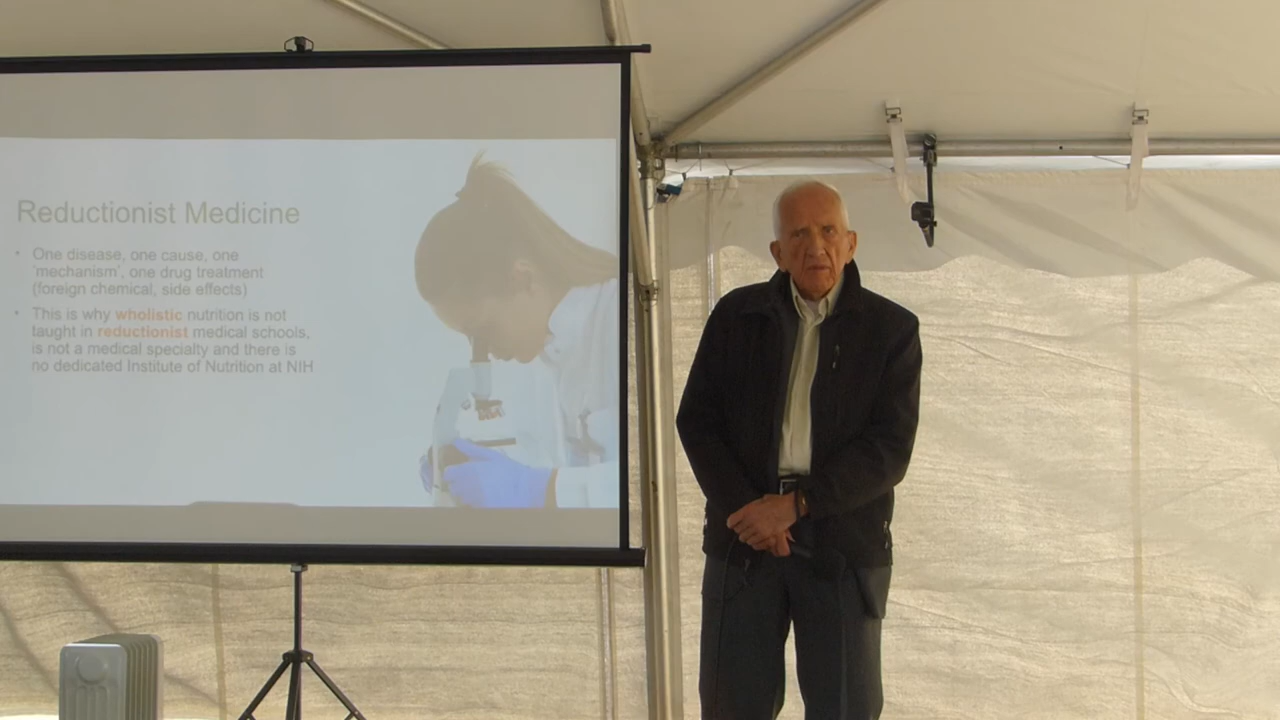 Reductionist Medicine
• One disease, one cause, one
'mechanism', one drug treatment
(foreign chemical, side effects)
• This is why wholistic nutrition is not
taught in reductionist medical schools,
is not a medical specialty and there is
no dedicated Institute of Nutrition at NIH